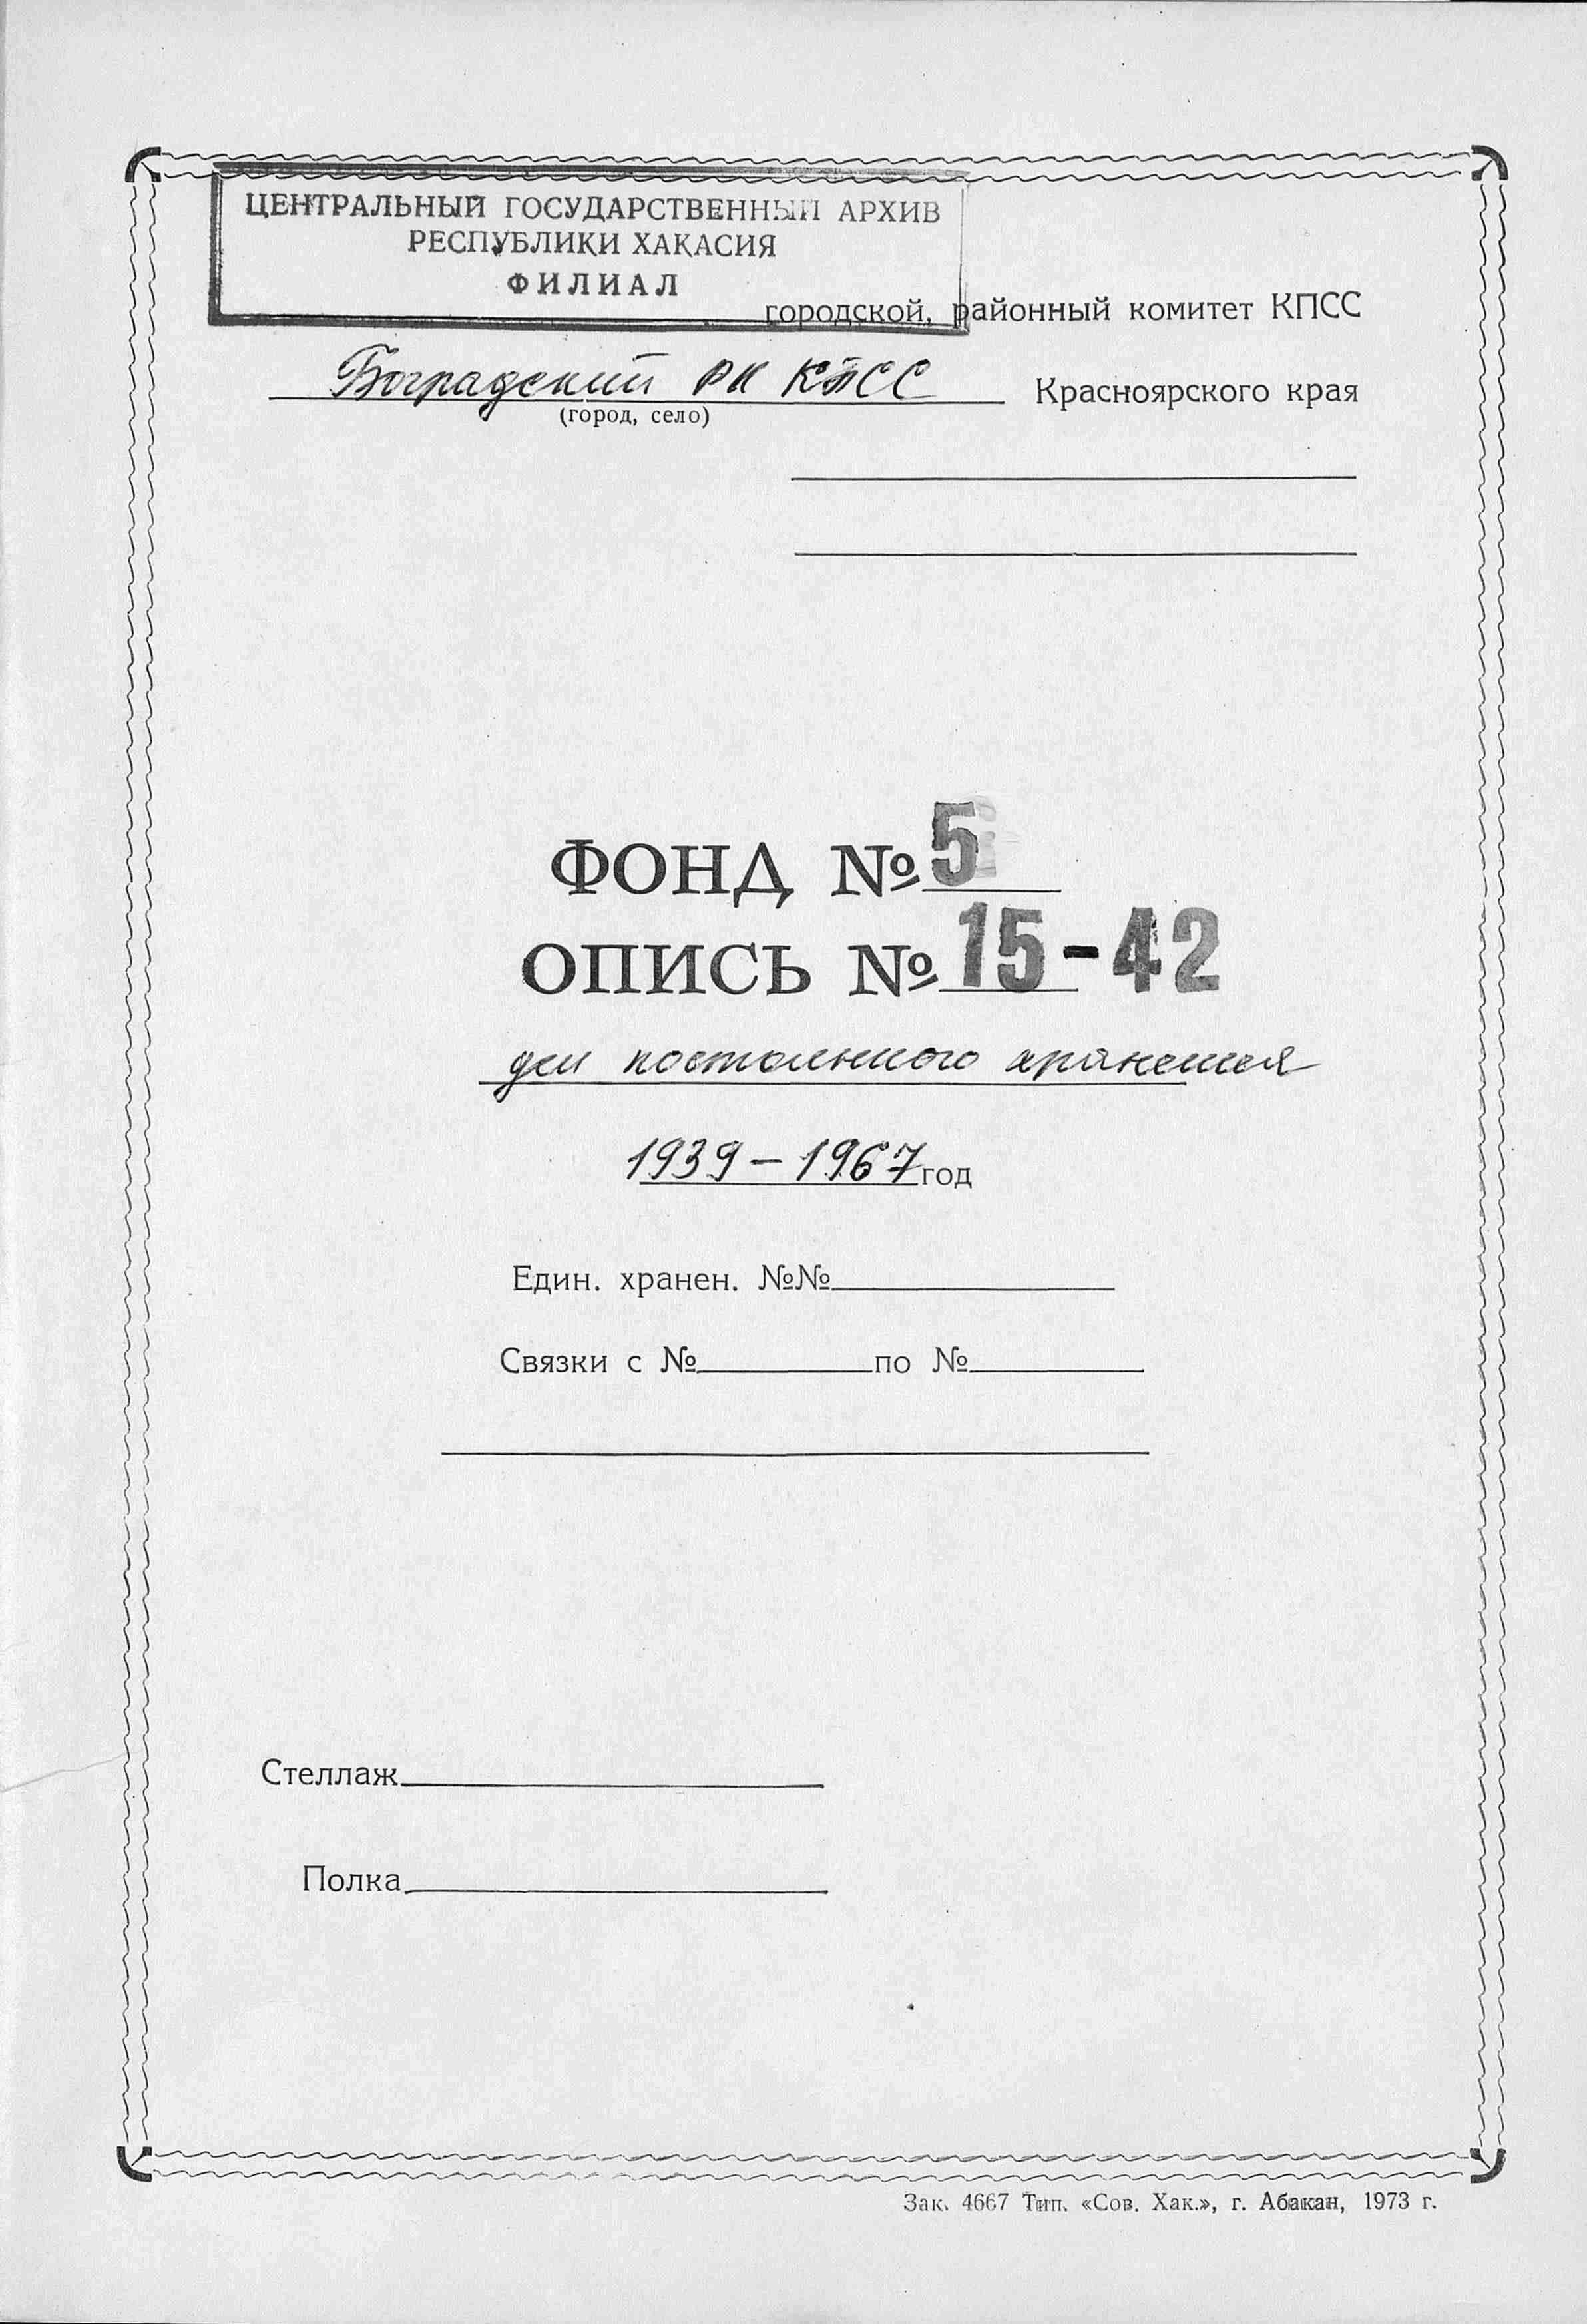 ЦЕНТРАЛЬНЫЙ ГОСУДАРСТВЕННЫЙ АРХИВ
РЕСПУБЛИКИ ХАКАСИЯ
ФИЛИАЛ
городской, районный комитет КПСС
Боградский РК КПСС Красноярского края
(город, село)
ФОНД № 5
ОПИСЬ № 15-42
дел постоянного хранения
1939 – 1967 год
Един. хранен. №№
Связки с № по №
Стеллаж
Полка
Зак. 4667 Тип. «Сов. Хак.», г. Абакан, 1973 г.